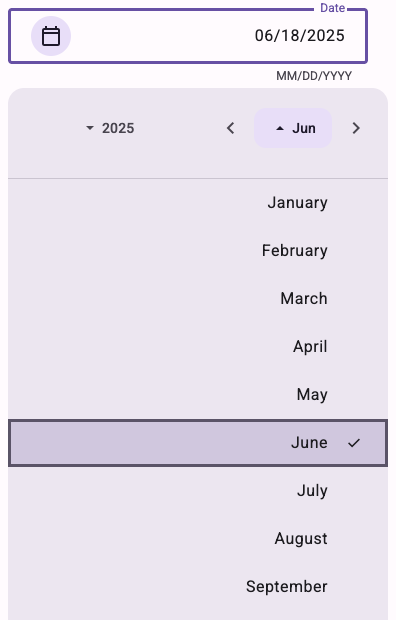 Date
06/18/2025
MM/DD/YYYY
2025 Jun
January
February
March
April
May
June
July
August
September